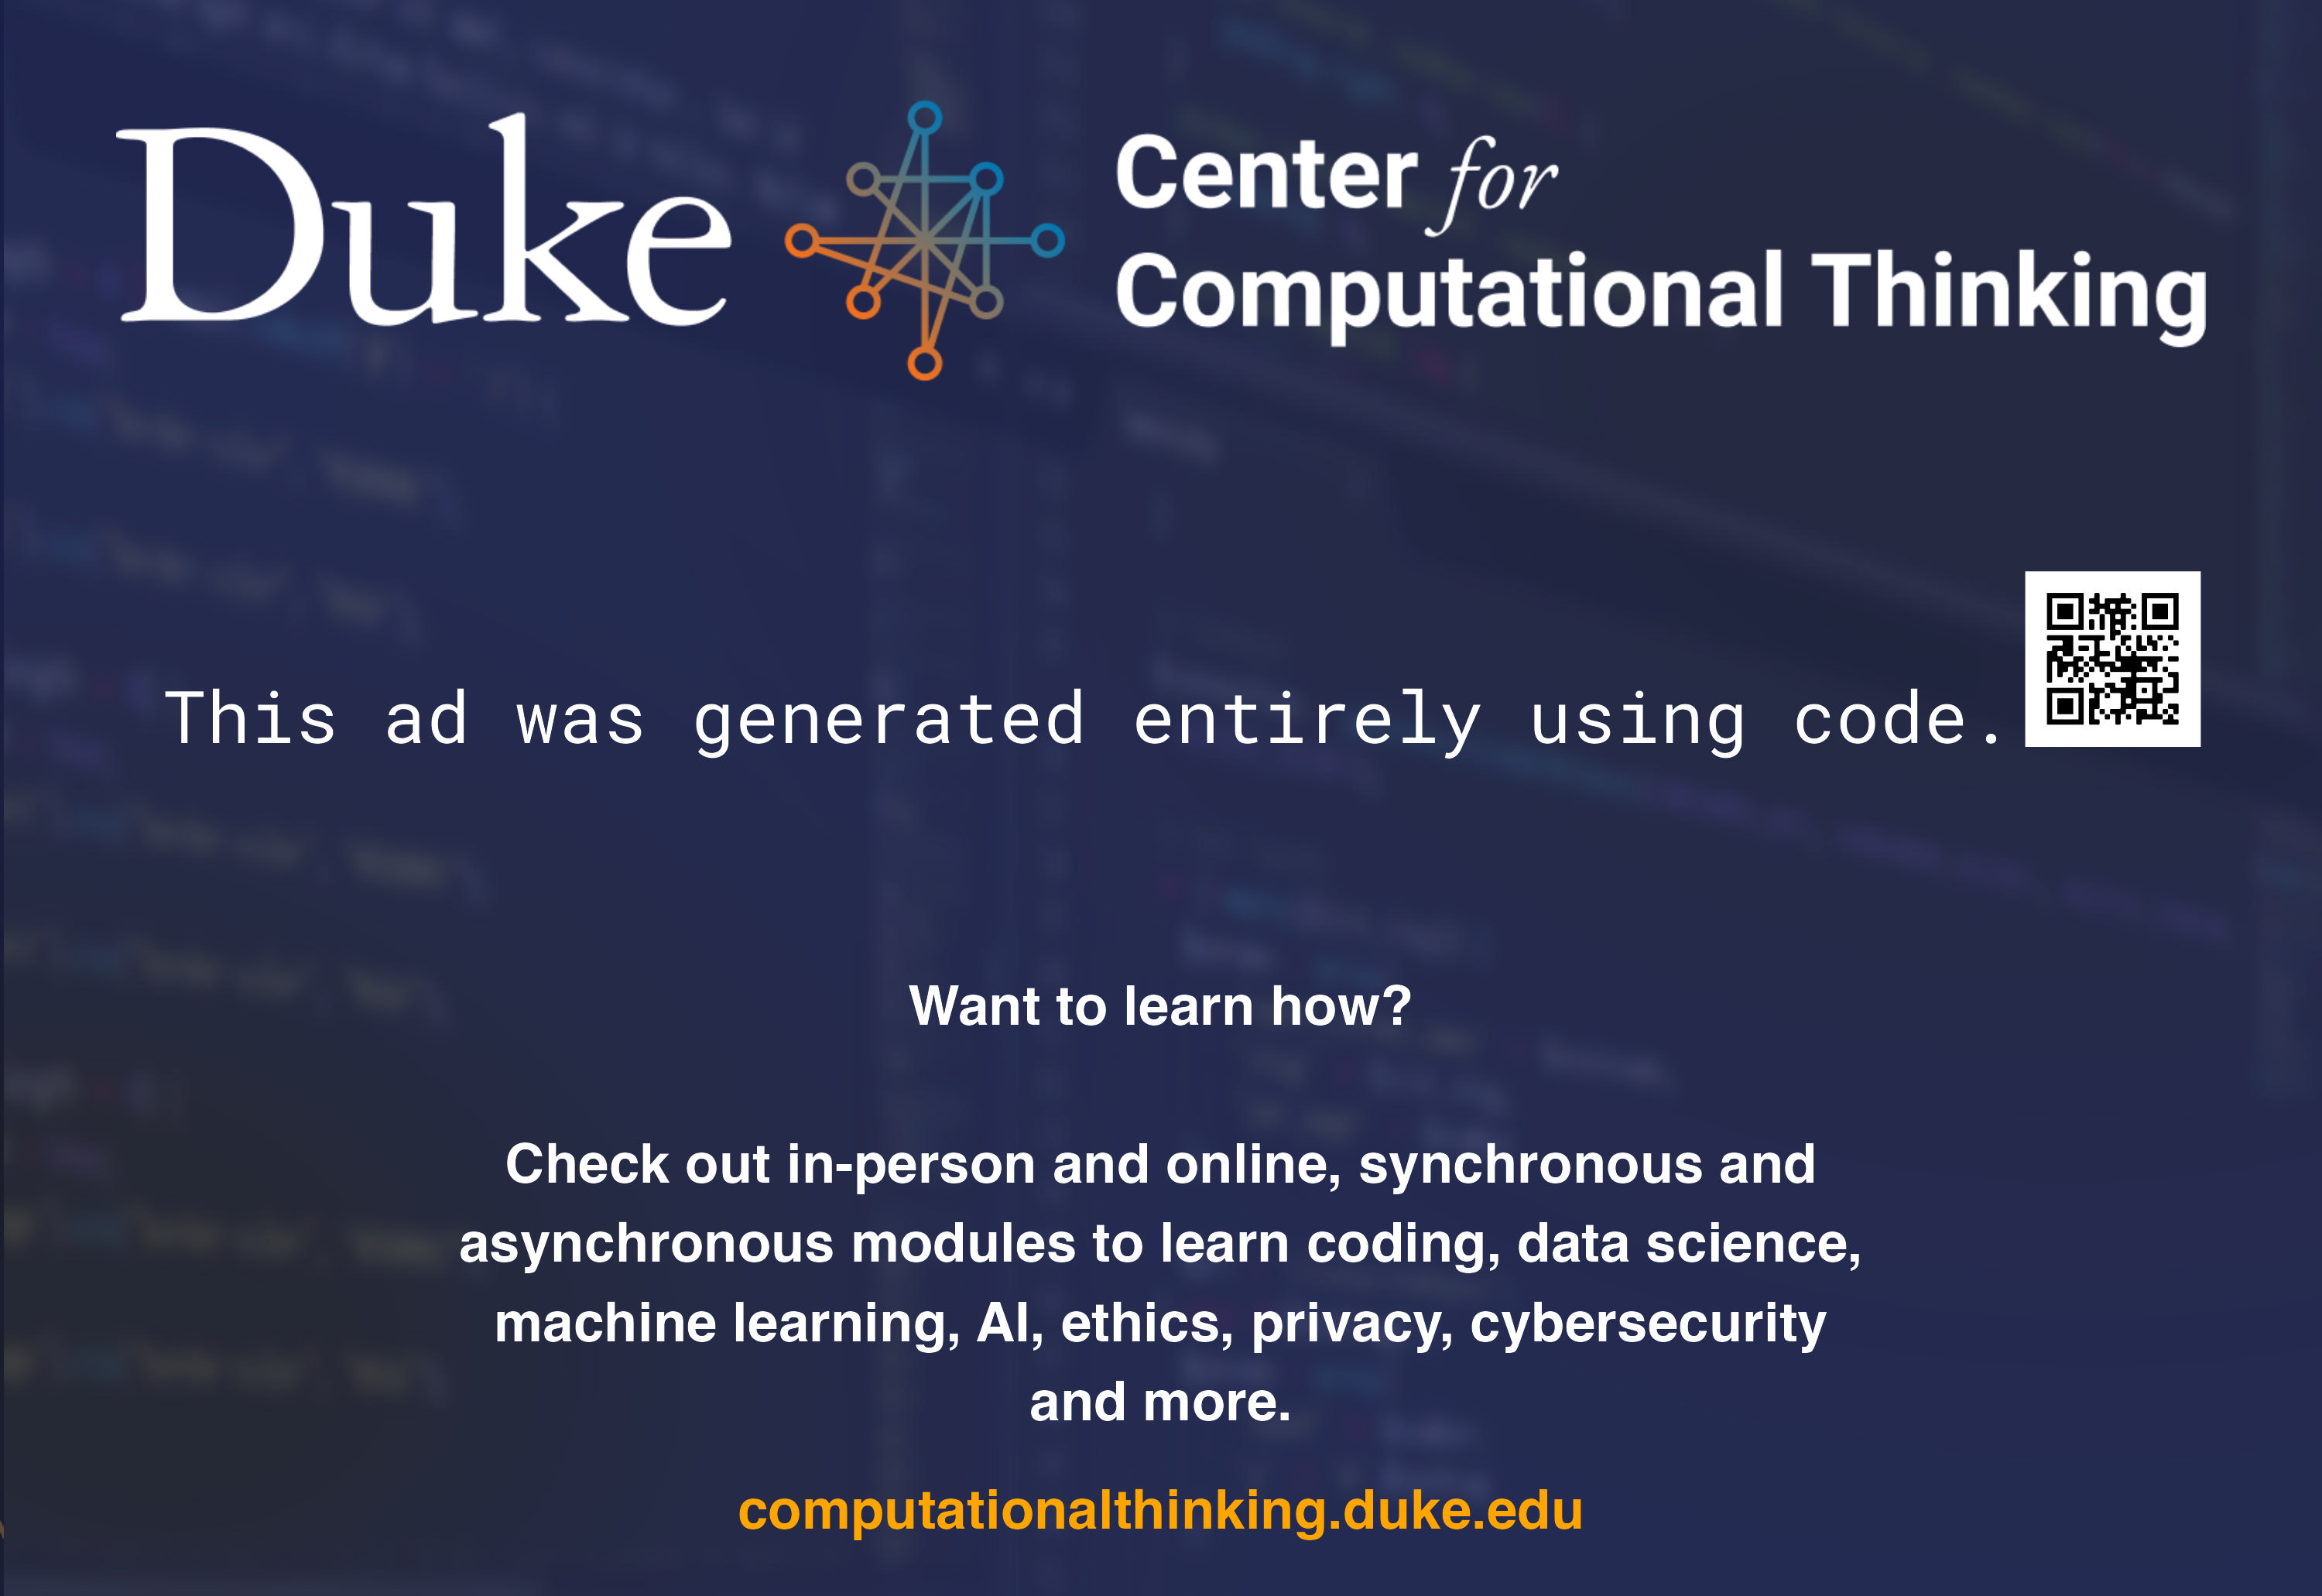 Duke
Center for
Computational Thinking
This ad was generated entirely using code.
Want to learn how?
Check out in-person and online, synchronous and
asynchronous modules to learn coding, data science,
machine learning, AI, ethics, privacy, cybersecurity
and more.
computationalthinking.duke.edu